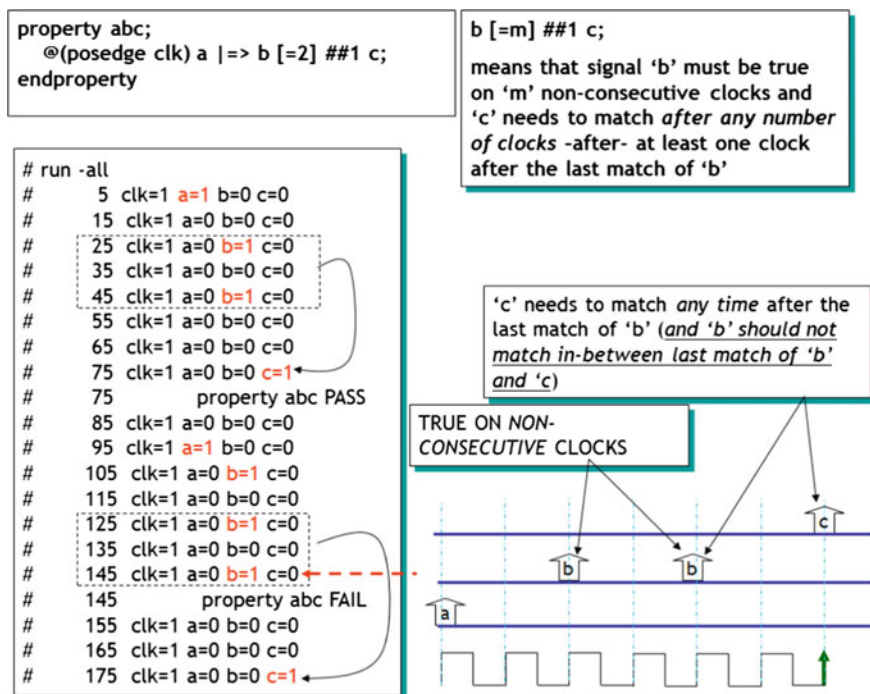 property abc;
@(posedge clk) a |=> b [=2] ##1 c;
endproperty
b [=m] ##1 c;
means that signal ‘b’ must be true
on ‘m’ non-consecutive clocks and
‘c’ needs to match after any number
of clocks -after- at least one clock
after the last match of ‘b’
# run -all
# 5 clk=1 a=1 b=0 c=0
# 15 clk=1 a=0 b=0 c=0
# 25 clk=1 a=0 b=1 c=0
# 35 clk=1 a=0 b=0 c=0
# 45 clk=1 a=0 b=1 c=0
# 55 clk=1 a=0 b=0 c=0
# 65 clk=1 a=0 b=0 c=0
# 75 clk=1 a=0 b=0 c=1
# 75 property abc PASS
# 85 clk=1 a=0 b=0 c=0
# 95 clk=1 a=1 b=0 c=0
# 105 clk=1 a=0 b=1 c=0
# 115 clk=1 a=0 b=0 c=0
# 125 clk=1 a=0 b=1 c=0
# 135 clk=1 a=0 b=0 c=0
# 145 clk=1 a=0 b=1 c=0
# 145 property abc FAIL
# 155 clk=1 a=0 b=0 c=0
# 165 clk=1 a=0 b=0 c=0
# 175 clk=1 a=0 b=0 c=1
‘c’ needs to match any time after the
last match of ‘b’ (and ‘b’ should not
match in-between last match of ‘b’
and ‘c)
TRUE ON NON-
CONSECUTIVE CLOCKS
c
b b
a